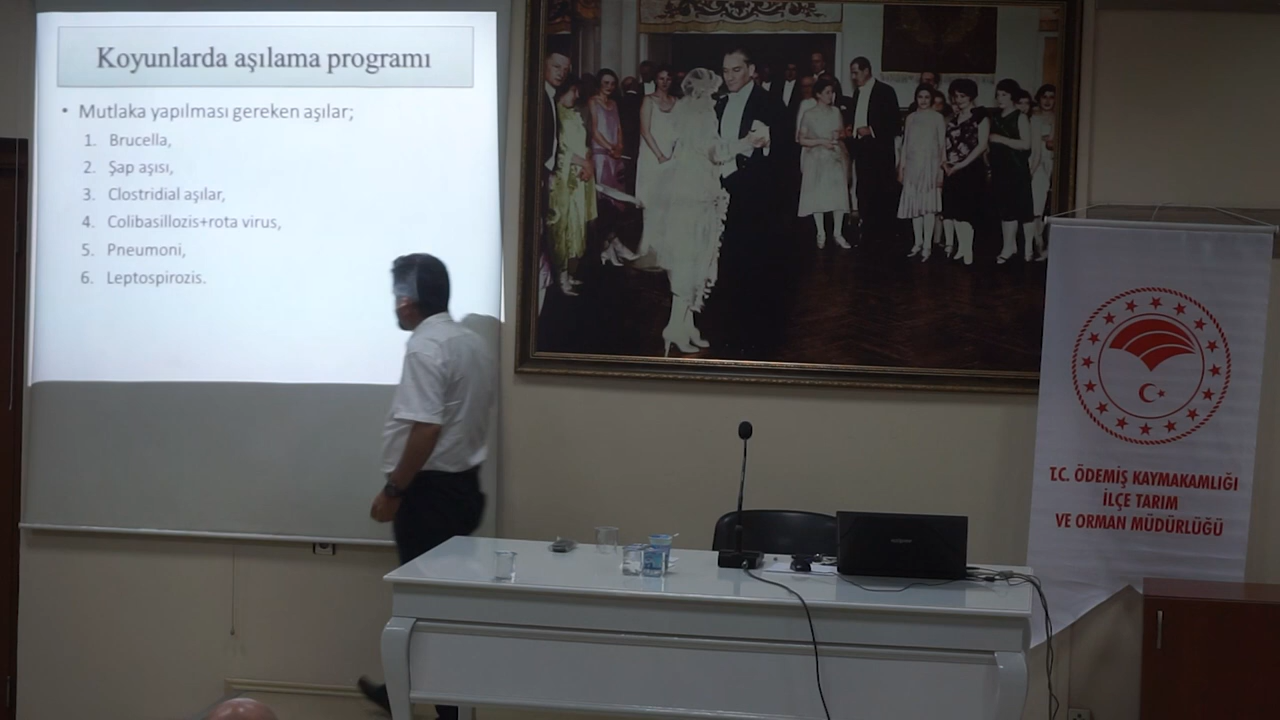 Koyunlarda aşılama programı
• Mutlaka yapılması gereken aşılar;
1. Brucella,
2. Şap aşısı,
3. Clostridial aşılar,
4. Colibasillozis+rota virus,
5. Pneumoni,
6. Leptospirozis.
T.C. ÖDEMİŞ KAYMAKAMLIĞI
İLÇE TARIM
VE ORMAN MÜDÜRLÜĞÜ